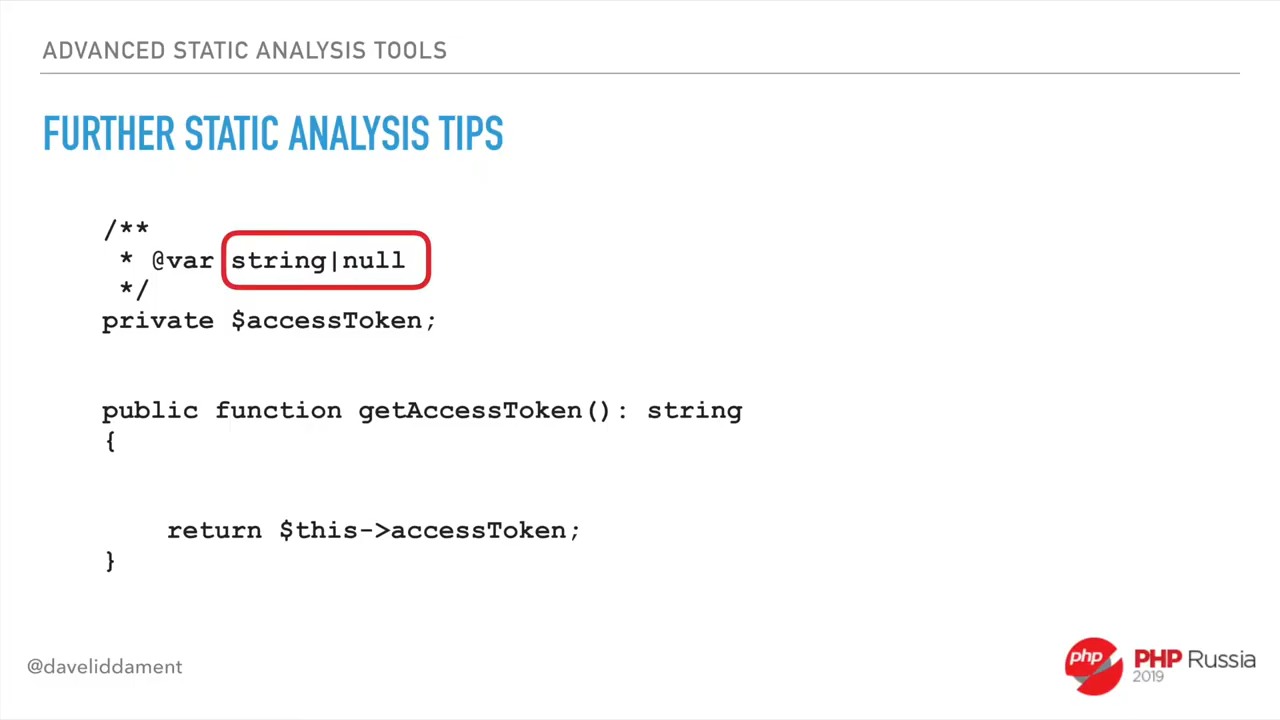 ADVANCED STATIC ANALYSIS TOOLS
FURTHER STATIC ANALYSIS TIPS
/**
 * @var string|null
 */
private $accessToken;
public function getAccessToken(): string
{
    return $this->accessToken;
}
@daveliddament
php PHP Russia
2019